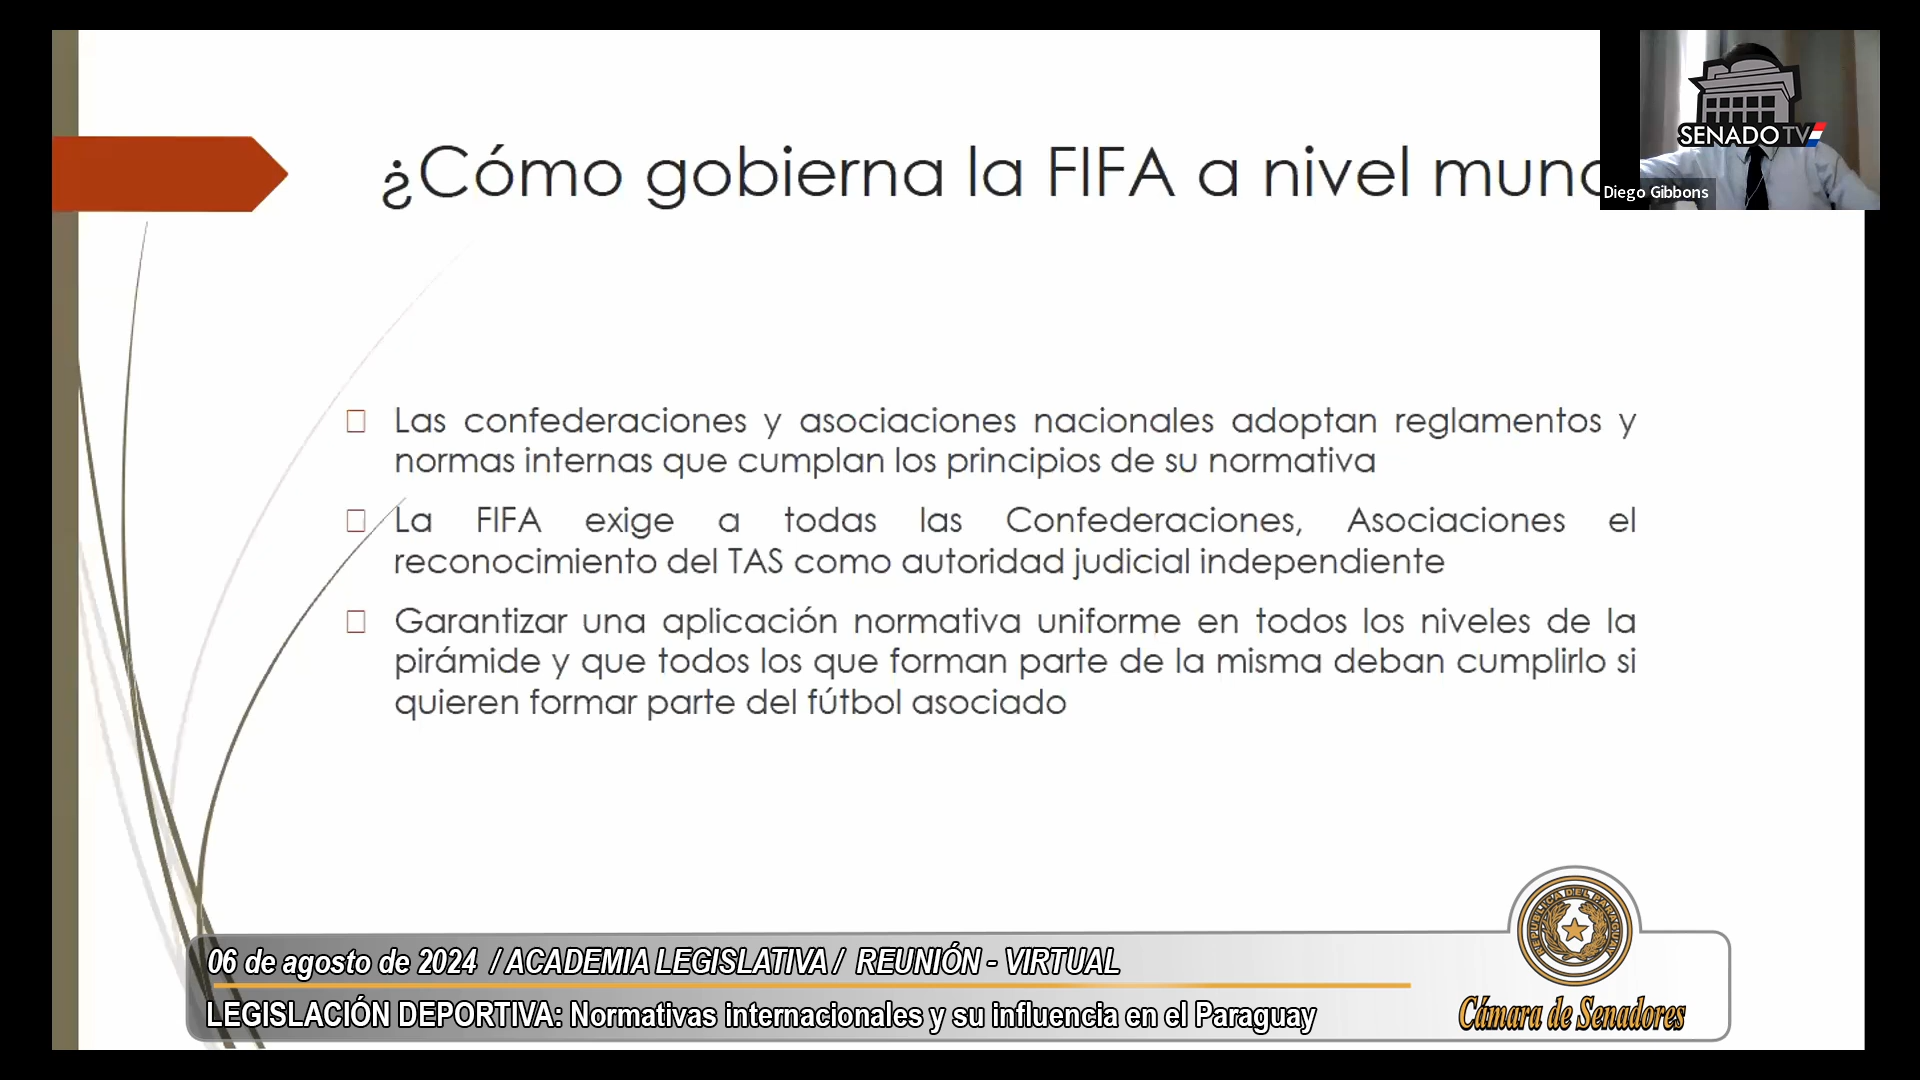 ¿Cómo gobierna la FIFA a nivel
SENADO TV
Diego Gibbons
Las confederaciones y asociaciones nacionales adoptan reglamentos y
normas internas que cumplan los principios de su normativa
La FIFA exige a todas las Confederaciones, Asociaciones el
reconocimiento del TAS como autoridad judicial independiente
Garantizar una aplicación normativa uniforme en todos los niveles de la
pirámide y que todos los que forman parte de la misma deban cumplirlo si
quieren formar parte del fútbol asociado
REPUBLICA DEL PARAGUAY
06 de agosto de 2024 / ACADEMIA LEGISLATIVA / REUNIÓN - VIRTUAL
LEGISLACIÓN DEPORTIVA: Normativas internacionales y su influencia en el Paraguay
Cámara de Senadores